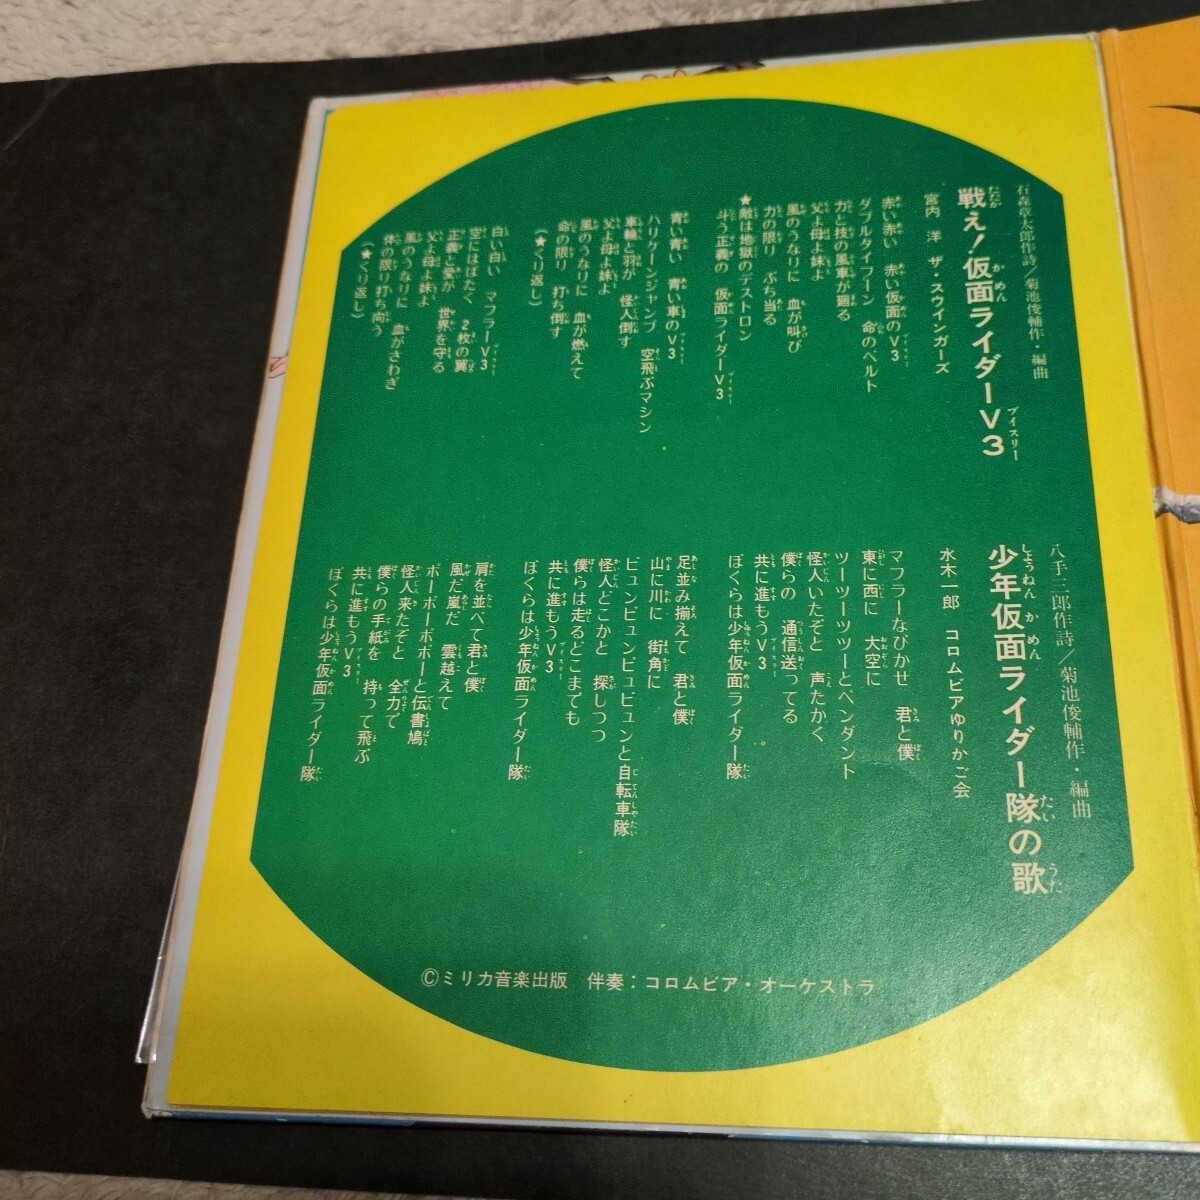 石森章太郎作詩/菊池俊輔作・編曲
戦え!仮面ライダーV3
宮内 洋 ザ・スウインガーズ
赤い赤い 赤い仮面のV3
ダブルタイフーン 命のベルト
力と技の風車が廻る
父よ母よ妹よ
風のうなりに 血が叫び
力の限り ぶち当る
★敵は地獄のデストロン
斗う正義の 仮面ライダーV3
青い青い 青い車のV3
ハリケーンジャンプ 空飛ぶマシン
車輪と羽が 怪人倒す
父よ母よ妹よ
風のうなりに 血が燃えて
命の限り 打ち倒す
(★くり返し)
白い白い マフラーV3
空にはばたく 2枚の翼
正義と愛が 世界を守る
父よ母よ妹よ
風のうなりに 血がさわぎ
体の限り打ち向う
(★くり返し)
八手三郎作詩/菊池俊輔作・編曲
少年仮面ライダー隊の歌
水木一郎 コロムビアゆりかご会
マフラーなびかせ 君と僕
東に西に 大空に
ツーツーツツーとペンダント
怪人いたぞと 声たかく
僕らの 通信送ってる
共に進もうV3
ぼくらは少年仮面ライダー隊
足並み揃えて 君と僕
山に川に 街角に
ビュンビュンビュビュンと自転車隊
怪人どこかと 探しつつ
僕らは走るどこまでも
共に進もうV3
ぼくらは少年仮面ライダー隊
肩を並べて君と僕
風だ嵐だ 雲越えて
ポーポーポポーと伝書鳩
怪人来たぞと 全力で
僕らの手紙を 持って飛ぶ
共に進もうV3
ぼくらは少年仮面ライダー隊
©ミリカ音楽出版 伴奏:コロムビア・オーケストラ